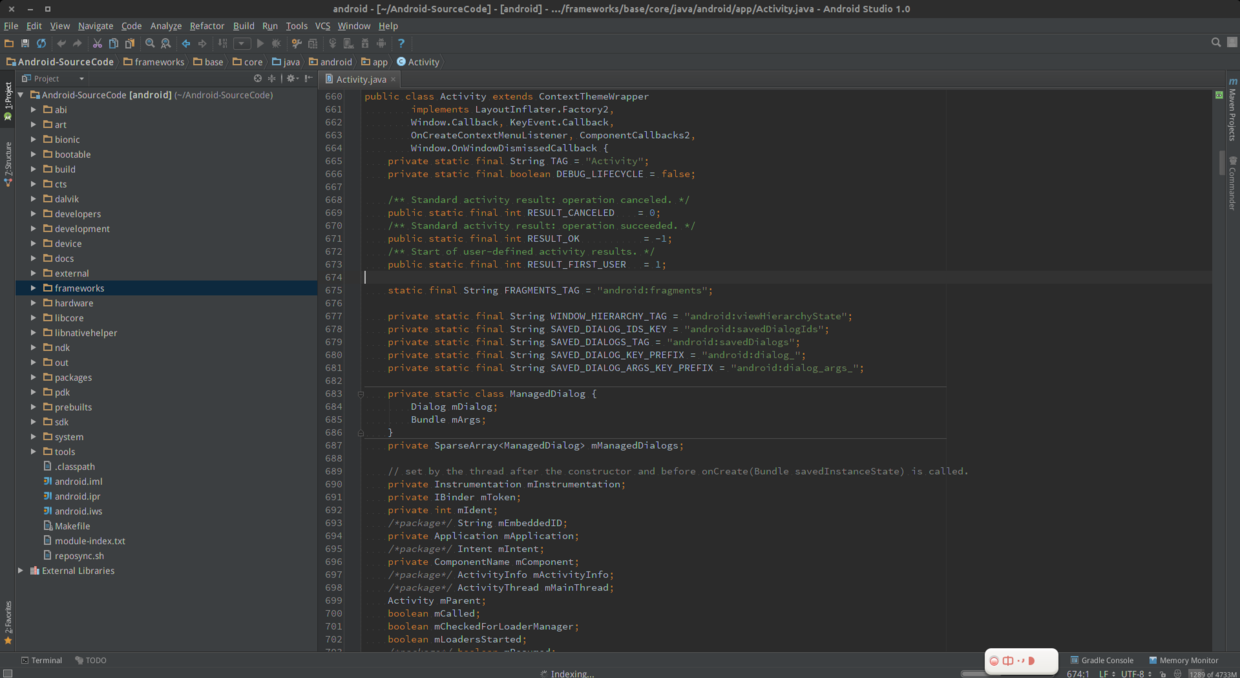 android - [~/Android-SourceCode] - [android] - .../frameworks/base/core/java/android/app/Activity.java - Android Studio 1.0
File Edit View Navigate Code Analyze Refactor Build Run Tools VCS Window Help
Android-SourceCode frameworks base core java android app Activity
Project
Activity.java
1: Project
2: Structure
2: Favorites
Android-SourceCode [android] (~/Android-SourceCode)
abi
art
bionic
bootable
build
cts
dalvik
developers
development
device
docs
external
frameworks
hardware
libcore
libnativehelper
ndk
out
packages
pdk
prebuilts
sdk
system
tools
.classpath
android.iml
android.ipr
android.iws
Makefile
module-index.txt
reposync.sh
External Libraries
660 public class Activity extends ContextThemeWrapper
661 implements LayoutInflater.Factory2,
662 Window.Callback, KeyEvent.Callback,
663 OnCreateContextMenuListener, ComponentCallbacks2,
664 Window.OnWindowDismissedCallback {
665 private static final String TAG = "Activity";
666 private static final boolean DEBUG_LIFECYCLE = false;
667
668 /** Standard activity result: operation canceled. */
669 public static final int RESULT_CANCELED = 0;
670 /** Standard activity result: operation succeeded. */
671 public static final int RESULT_OK = -1;
672 /** Start of user-defined activity results. */
673 public static final int RESULT_FIRST_USER = 1;
674
675 static final String FRAGMENTS_TAG = "android:fragments";
676
677 private static final String WINDOW_HIERARCHY_TAG = "android:viewHierarchyState";
678 private static final String SAVED_DIALOG_IDS_KEY = "android:savedDialogIds";
679 private static final String SAVED_DIALOGS_TAG = "android:savedDialogs";
680 private static final String SAVED_DIALOG_KEY_PREFIX = "android:dialog_";
681 private static final String SAVED_DIALOG_ARGS_KEY_PREFIX = "android:dialog_args_";
682
683 private static class ManagedDialog {
684 Dialog mDialog;
685 Bundle mArgs;
686 }
687 private SparseArray<ManagedDialog> mManagedDialogs;
688
689 // set by the thread after the constructor and before onCreate(Bundle savedInstanceState) is called.
690 private Instrumentation mInstrumentation;
691 private IBinder mToken;
692 private int mIdent;
693 /*package*/ String mEmbeddedID;
694 private Application mApplication;
695 /*package*/ Intent mIntent;
696 private ComponentName mComponent;
697 /*package*/ ActivityInfo mActivityInfo;
698 /*package*/ ActivityThread mMainThread;
699 Activity mParent;
700 boolean mCalled;
701 boolean mCheckedForLoaderManager;
702 boolean mLoadersStarted;
Maven Projects
Commander
Terminal TODO
中
Gradle Console Memory Monitor
Indexing...
674:1 LF UTF-8 1289 of 4733M